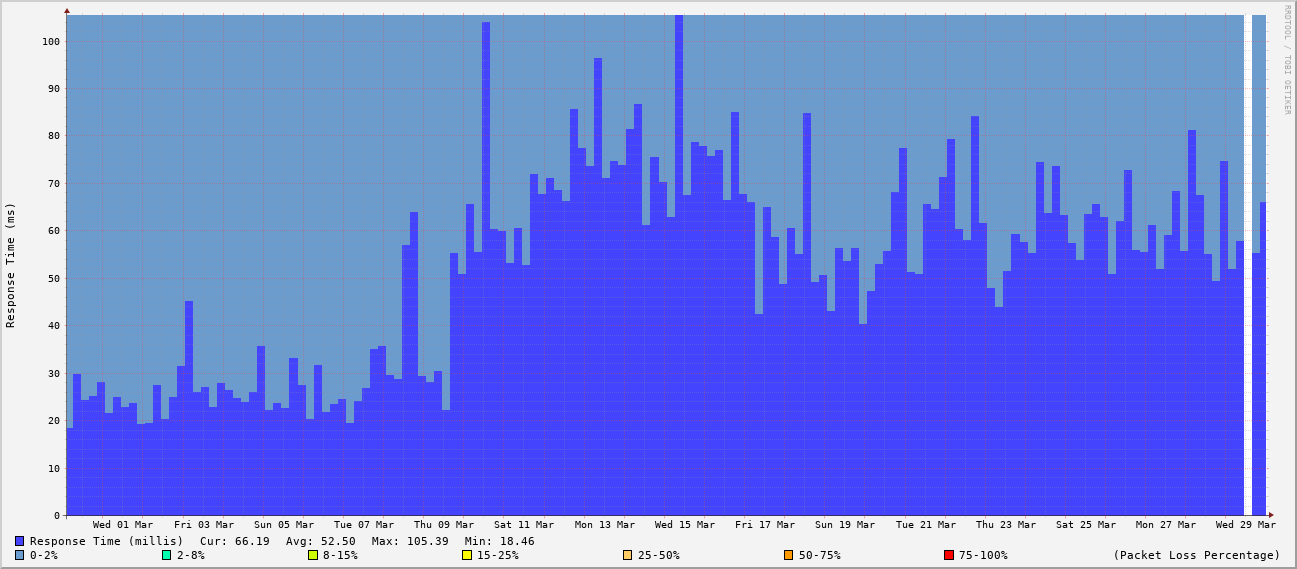 RRDTOOL / TOBI OETIKER
Response Time (ms)
100
90
80
70
60
50
40
30
20
10
0
Wed 01 Mar Fri 03 Mar Sun 05 Mar Tue 07 Mar Thu 09 Mar Sat 11 Mar Mon 13 Mar Wed 15 Mar Fri 17 Mar Sun 19 Mar Tue 21 Mar Thu 23 Mar Sat 25 Mar Mon 27 Mar Wed 29 Mar
Response Time (millis) Cur: 66.19 Avg: 52.50 Max: 105.39 Min: 18.46
0-2% 2-8% 8-15% 15-25% 25-50% 50-75% 75-100% (Packet Loss Percentage)